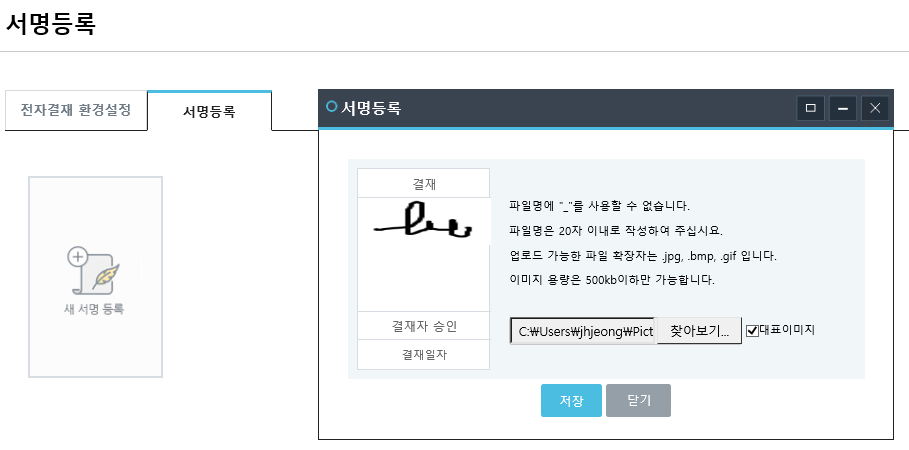 서명등록
전자결재 환경설정
서명등록
새 서명 등록
서명등록
결재
결재자 승인
결재일자
파일명에 "_"를 사용할 수 없습니다.
파일명은 20자 이내로 작성하여 주십시요.
업로드 가능한 파일 확장자는 .jpg, .bmp, .gif 입니다.
이미지 용량은 500kb이하만 가능합니다.
C:₩Users₩jhjeong₩Pict
찾아보기...
대표이미지
저장
닫기